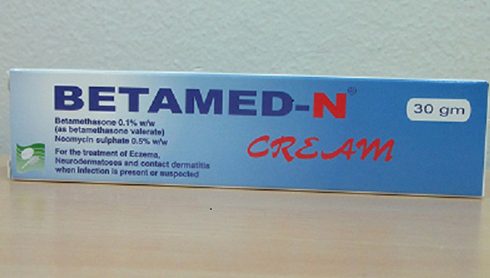 BETAMED-N®
30 gm
Betamethasone 0.1% w/w
(as betamethasone valerate)
Neomycin sulphate 0.5% w/w
CREAM
For the treatment of Eczema,
Neurodermatoses and contact dermatitis
when infection is present or suspected